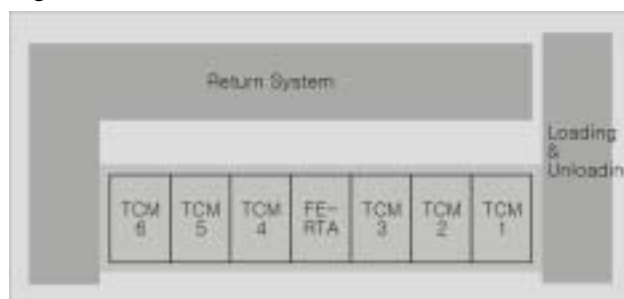 Return System
Loading
&
Unloadin
TCM
6
TCM
5
TCM
4
FE-
RTA
TCM
3
TCM
2
TCM
1